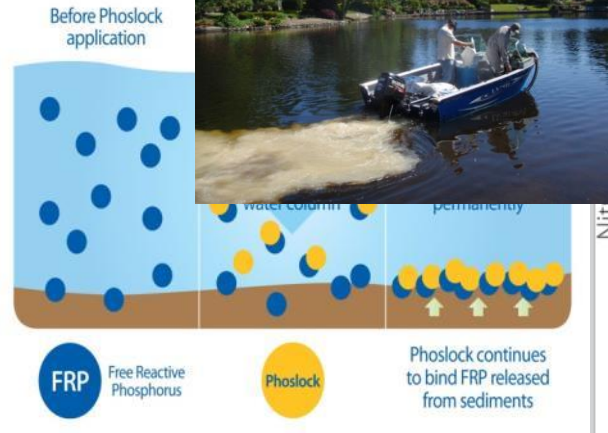 Before Phoslock
application
water column
permanently
Nit
FRP
Free Reactive
Phosphorus
Phoslock
Phoslock continues
to bind FRP released
from sediments